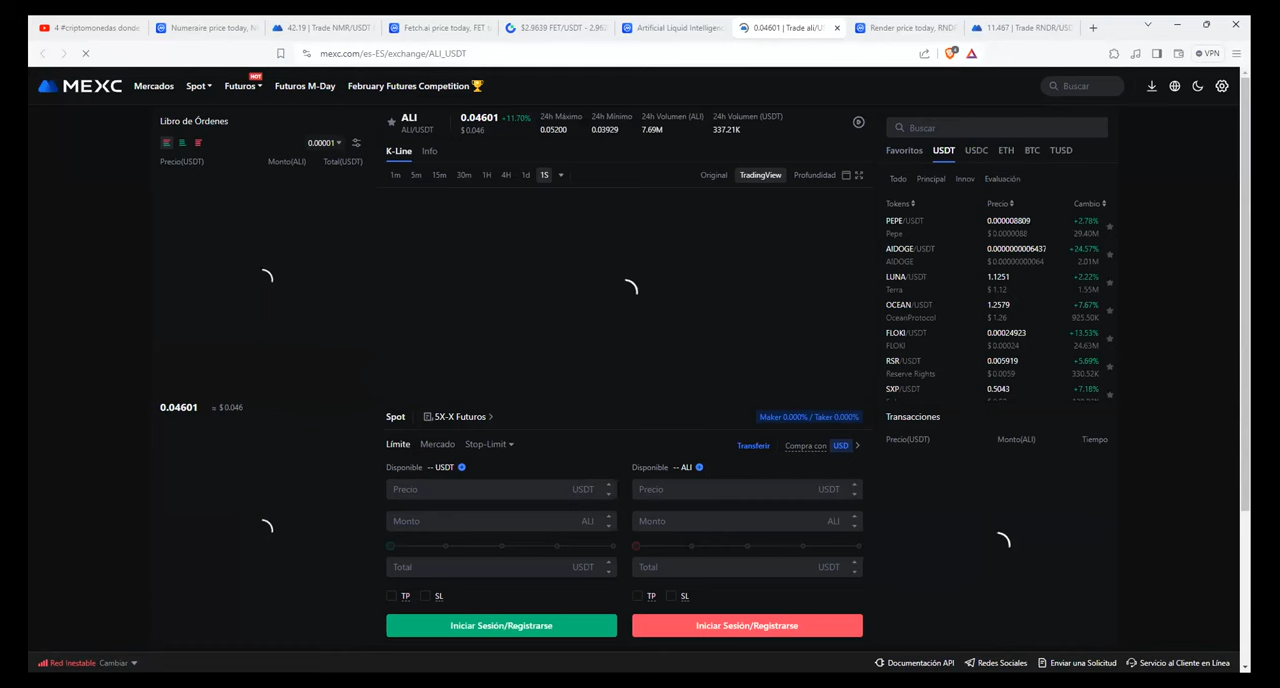 4 #criptomonedas donde
Numeraire price today, N
42.19 | Trade NMR/USDT
Fetch.ai price today, FET t
$2.9639 FET/USDT - 2,962
Artificial Liquid Intelligenc
0.04601 | Trade ali/US
Render price today, RND
11.467 | Trade RNDR/USD
mexc.com/es-ES/exchange/ALI_USDT
VPN
MEXC
Mercados
Spot
Futuros
HOT
Futuros M-Day
February Futures Competition
Buscar
Libro de Órdenes
0.00001
Precio(USDT) Monto(ALI) Total(USDT)
0.04601 ≈ $ 0.046
ALI
ALI/USDT
0.04601 +11.70%
$ 0.046
24h Máximo
0.05200
24h Mínimo
0.03929
24h Volumen (ALI)
7.69M
24h Volumen (USDT)
337.21K
K-Line Info
1m 5m 15m 30m 1H 4H 1d 1S
Original TradingView Profundidad
Spot 5X-X Futuros
Maker 0.000% / Taker 0.000%
Límite Mercado Stop-Limit
Transferir Compra con USD
Disponible -- USDT
Precio USDT
Monto ALI
Total USDT
TP SL
Iniciar Sesión/Registrarse
Disponible -- ALI
Precio USDT
Monto ALI
Total USDT
TP SL
Iniciar Sesión/Registrarse
Buscar
Favoritos USDT USDC ETH BTC TUSD
Todo Principal Innov Evaluación
Tokens Precio Cambio
PEPE/USDT 0.000008809 +2.78%
Pepe $ 0.0000088 29.40M
AIDOGE/USDT 0.0000000006437 +24.57%
AIDOGE $ 0.00000000064 2.01M
LUNA/USDT 1.1251 +2.22%
Terra $ 1.12 1.55M
OCEAN/USDT 1.2579 +7.67%
OceanProtocol $ 1.26 925.50K
FLOKI/USDT 0.00024923 +13.53%
FLOKI $ 0.00024 24.63M
RSR/USDT 0.005919 +5.69%
Reserve Rights $ 0.0059 330.52K
SXP/USDT 0.5043 +7.18%
Transacciones
Precio(USDT) Monto(ALI) Tiempo
Red Inestable Cambiar
Documentación API
Redes Sociales
Enviar una Solicitud
Servicio al Cliente en Línea